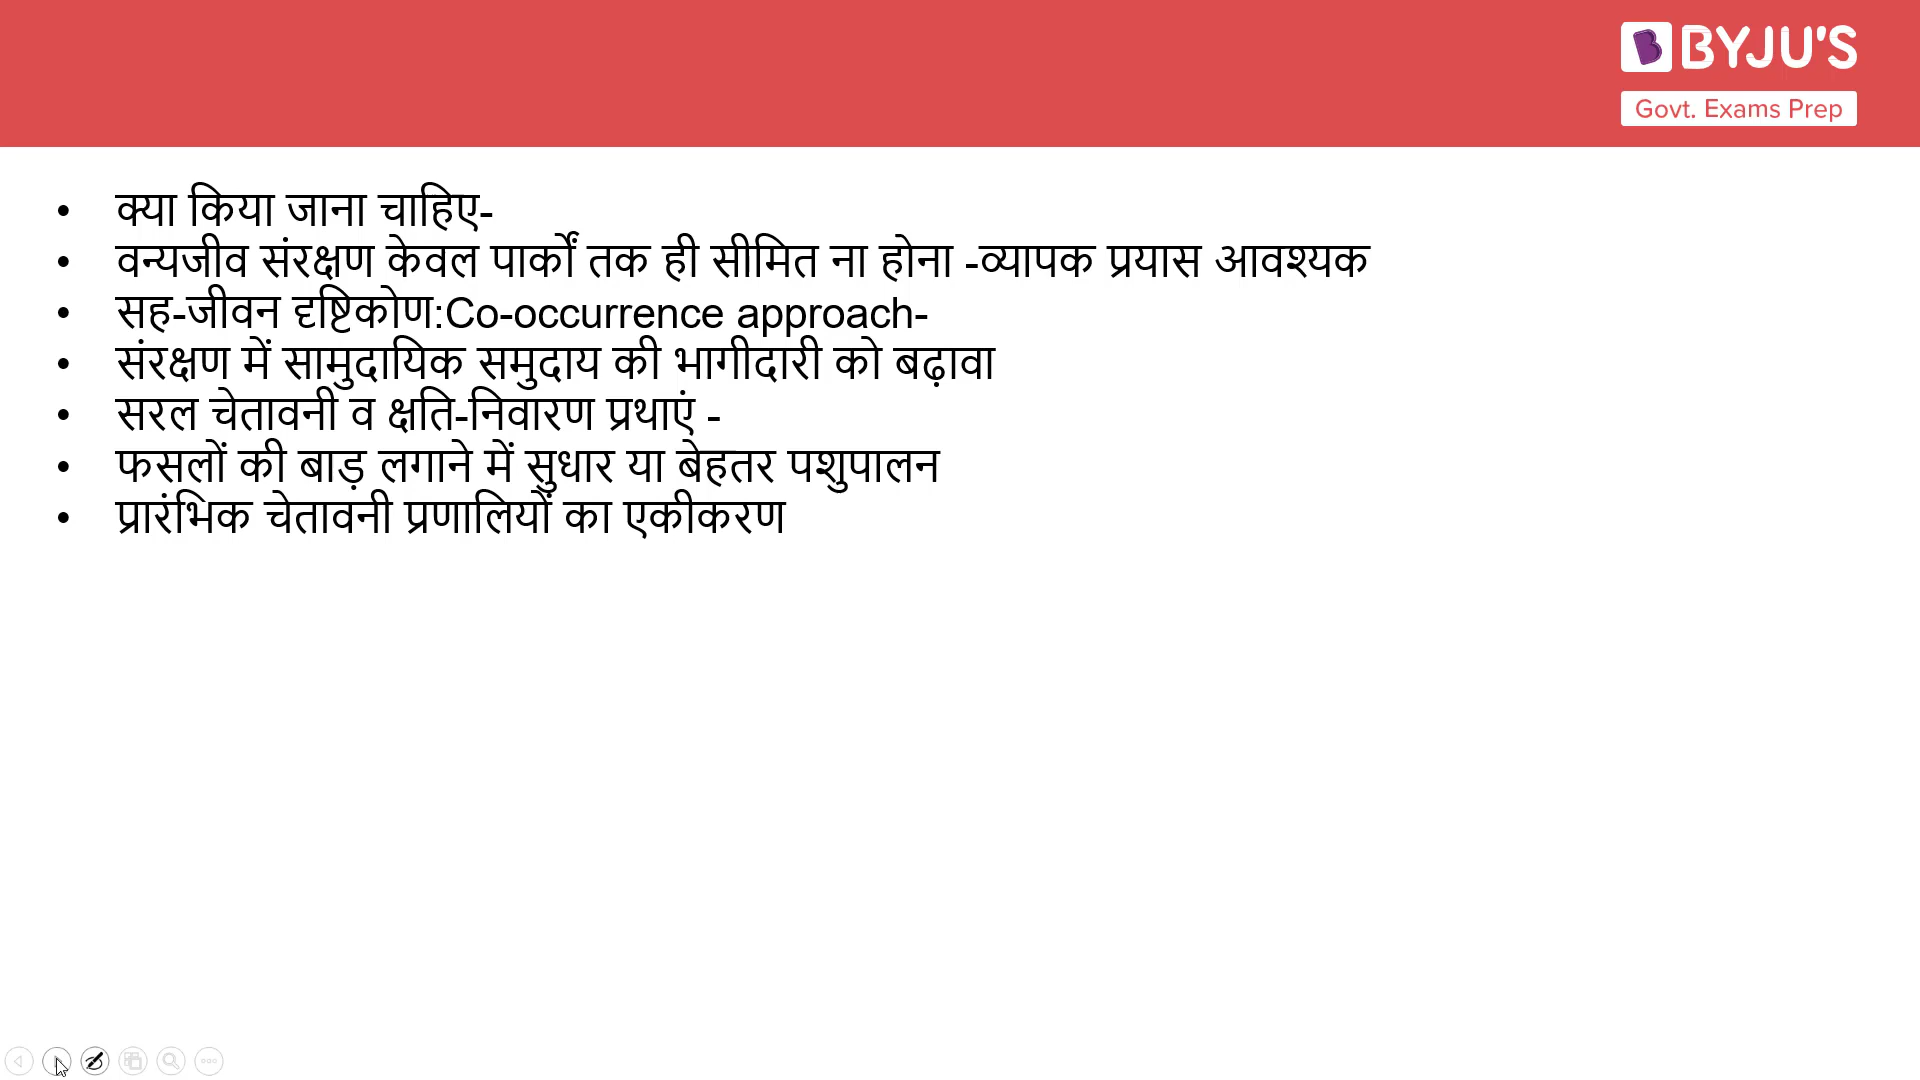 BYJU'S
Govt. Exams Prep
• क्या किया जाना चाहिए-
• वन्यजीव संरक्षण केवल पार्कों तक ही सीमित ना होना -व्यापक प्रयास आवश्यक
• सह-जीवन दृष्टिकोण:Co-occurrence approach-
• संरक्षण में सामुदायिक समुदाय की भागीदारी को बढ़ावा
• सरल चेतावनी व क्षति-निवारण प्रथाएं -
• फसलों की बाड़ लगाने में सुधार या बेहतर पशुपालन
• प्रारंभिक चेतावनी प्रणालियों का एकीकरण